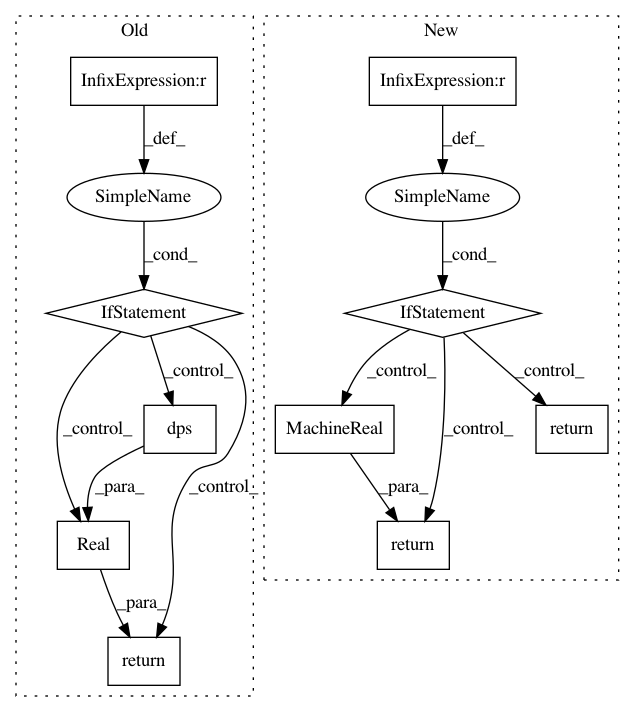 Old
InfixExpression:r
_def_
SimpleName
_cond_
IfStatement
_control_
_control_
dps
_control_
_para_
Real
_para_
return
New
InfixExpression:r
_def_
SimpleName
_cond_
IfStatement
_control_
_control_
MachineReal
_control_
return
_para_
return